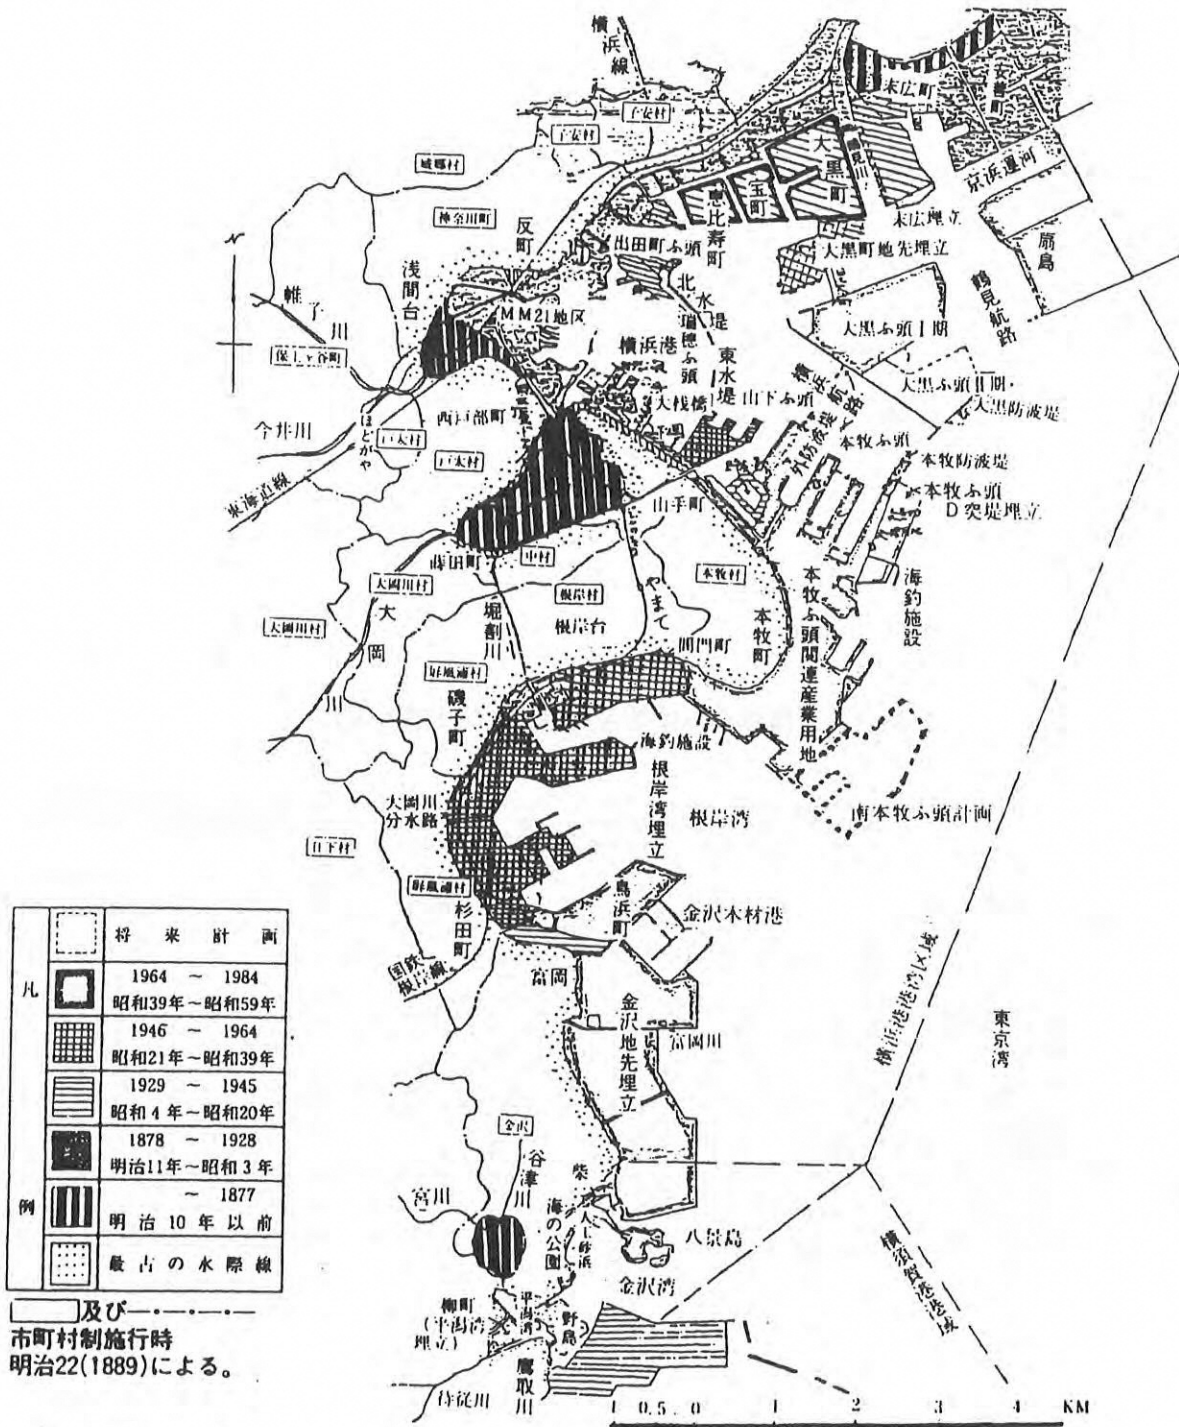 横浜線
末広町
安善町
子安村
子安村
城郷村
大黒町
鶴見川
京浜運河
宝町
恵比寿町
神奈川町
反町
末広埋立
扇島
出田町ふ頭
大黒町地先埋立
浅間台
鶴見航路
N
帷子川
北水堤
MM21地区
瑞穂ふ頭
大黒ふ頭Ⅰ期
横浜港
東水堤
保土ヶ谷町
横浜航路
大黒ふ頭Ⅱ期
大黒防波堤
大桟橋
山下ふ頭
西戸部町
外防波堤
本牧ふ頭
今井川
ほどがや
戸太村
戸太村
本牧防波堤
本牧ふ頭
D突堤埋立
東海道線
山手町
蒔田町
中村
海釣施設
大岡川村
堀割川
根岸村
やまて
本牧村
大岡川村
大岡川
根岸台
本牧町
本牧ふ頭関連産業用地
間門町
屏風浦村
磯子町
海釣施設
根岸湾埋立
大岡川
分水路
根岸湾
南本牧ふ頭計画
日下村
屏風浦村
鳥浜町
杉田町
金沢木材港
国鉄
根岸線
富岡
横浜港港湾区域
金沢地先埋立
富岡川
東京湾
金沢
谷津川
柴
宮川
海の公園
人工砂浜
八景島
金沢湾
横須賀港港域
柳町
(平潟湾
埋立)
平潟湾
野島
鷹取川
侍従川
1 0.5 0 1 2 3 4 KM
凡例
将来計画
1964 ～ 1984
昭和39年～昭和59年
1946 ～ 1964
昭和21年～昭和39年
1929 ～ 1945
昭和4年～昭和20年
1878 ～ 1928
明治11年～昭和3年
～ 1877
明治10年以前
最古の水際線
及び
市町村制施行時
明治22(1889)による。